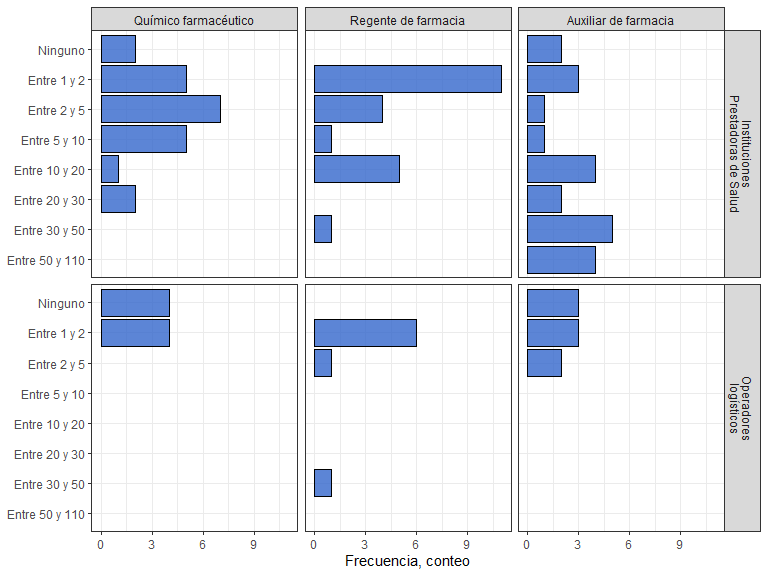 Químico farmacéutico
Regente de farmacia
Auxiliar de farmacia
Ninguno
Entre 1 y 2
Entre 2 y 5
Entre 5 y 10
Entre 10 y 20
Entre 20 y 30
Entre 30 y 50
Entre 50 y 110
Instituciones
Prestadoras de Salud
Ninguno
Entre 1 y 2
Entre 2 y 5
Entre 5 y 10
Entre 10 y 20
Entre 20 y 30
Entre 30 y 50
Entre 50 y 110
Operadores
logísticos
0 3 6 9
0 3 6 9
0 3 6 9
Frecuencia, conteo